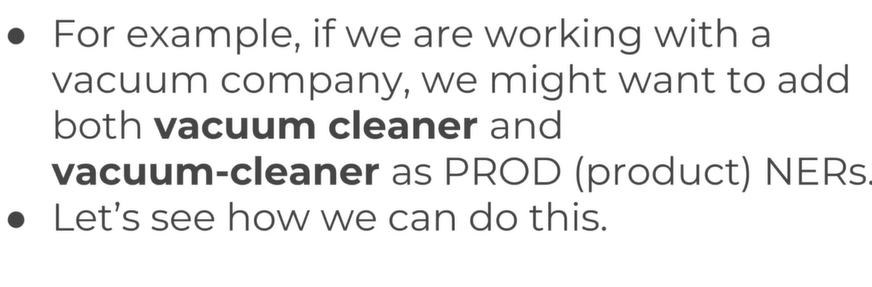 ● For example, if we are working with a
vacuum company, we might want to add
both vacuum cleaner and
vacuum-cleaner as PROD (product) NERs.
● Let’s see how we can do this.